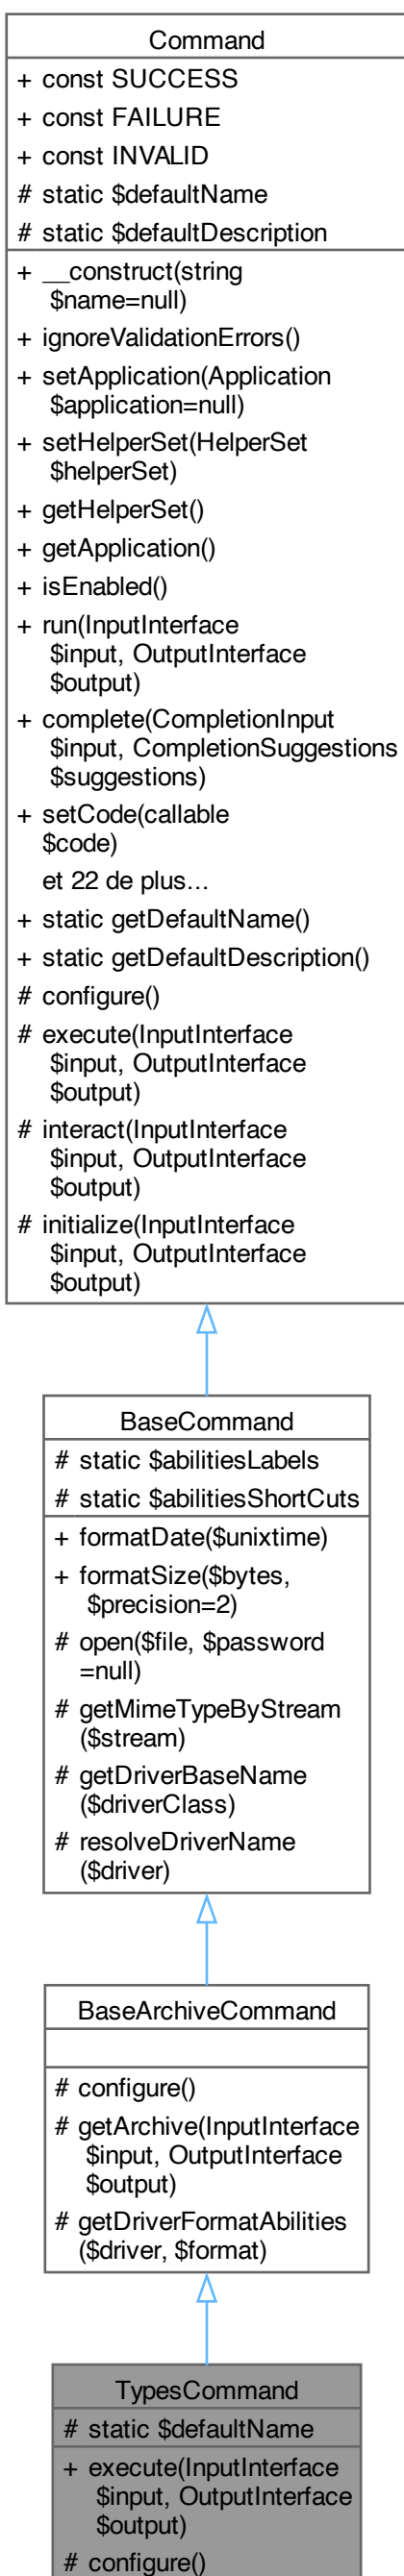 Command
+ const SUCCESS
+ const FAILURE
+ const INVALID
# static $defaultName
# static $defaultDescription
+ __construct(string
$name=null)
+ ignoreValidationErrors()
+ setApplication(Application
$application=null)
+ setHelperSet(HelperSet
$helperSet)
+ getHelperSet()
+ getApplication()
+ isEnabled()
+ run(InputInterface
$input, OutputInterface
$output)
+ complete(CompletionInput
$input, CompletionSuggestions
$suggestions)
+ setCode(callable
$code)
et 22 de plus...
+ static getDefaultName()
+ static getDefaultDescription()
# configure()
# execute(InputInterface
$input, OutputInterface
$output)
# interact(InputInterface
$input, OutputInterface
$output)
# initialize(InputInterface
$input, OutputInterface
$output)
BaseCommand
# static $abilitiesLabels
# static $abilitiesShortCuts
+ formatDate($unixtime)
+ formatSize($bytes,
$precision=2)
# open($file, $password
=null)
# getMimeTypeByStream
($stream)
# getDriverBaseName
($driverClass)
# resolveDriverName
($driver)
BaseArchiveCommand
# configure()
# getArchive(InputInterface
$input, OutputInterface
$output)
# getDriverFormatAbilities
($driver, $format)
TypesCommand
# static $defaultName
+ execute(InputInterface
$input, OutputInterface
$output)
# configure()